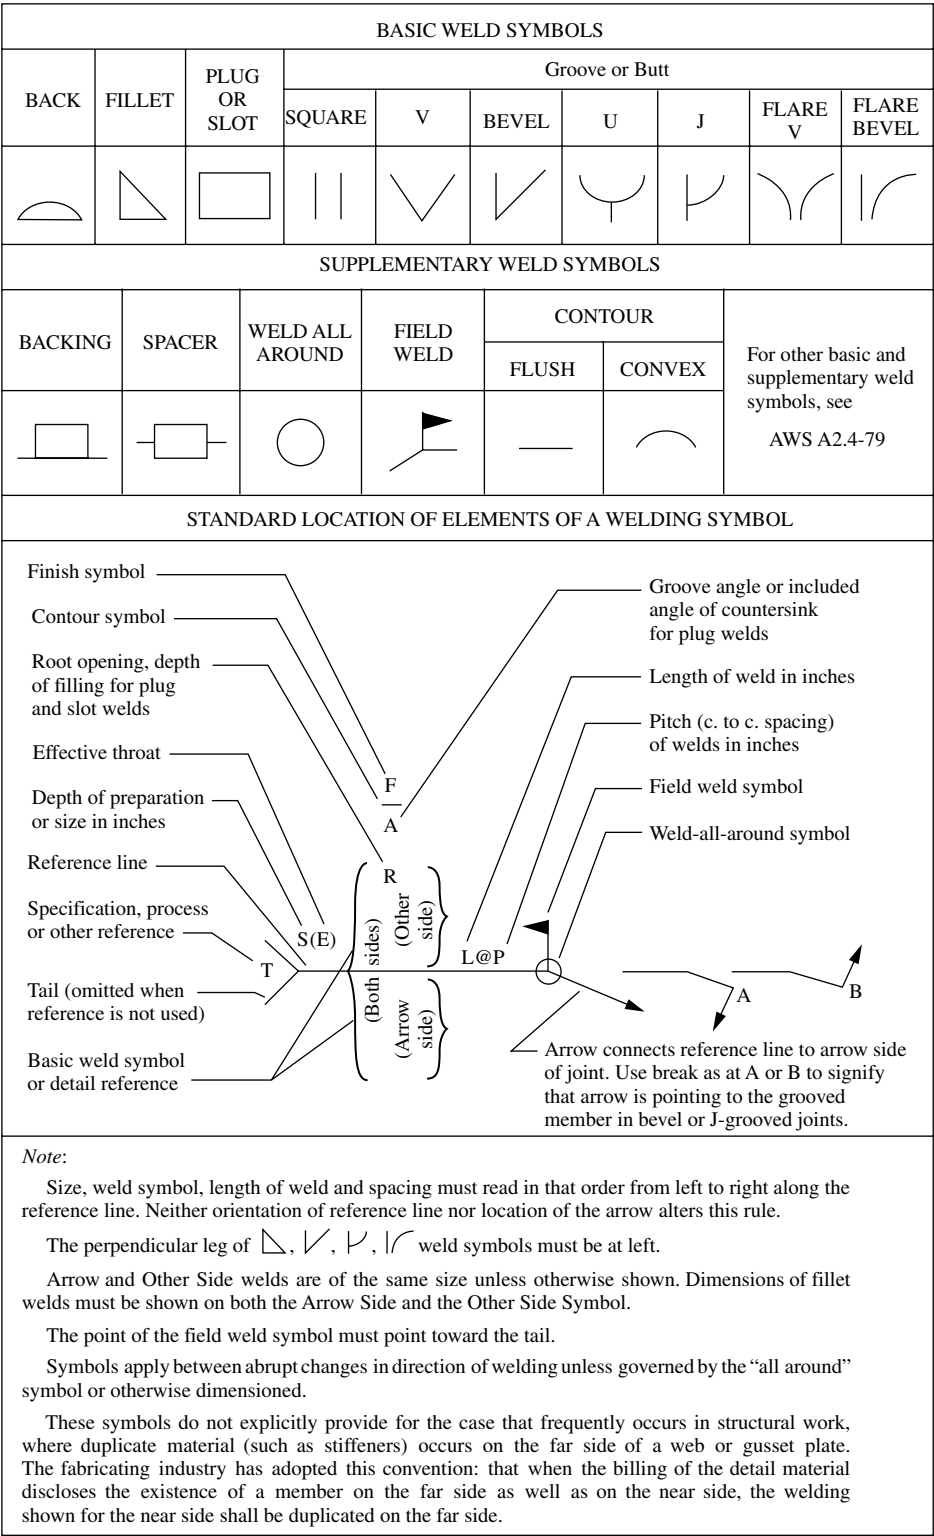 BASIC WELD SYMBOLS
BACK
FILLET
PLUG
OR
SLOT
Groove or Butt
SQUARE
V
BEVEL
U
J
FLARE
V
FLARE
BEVEL
SUPPLEMENTARY WELD SYMBOLS
BACKING
SPACER
WELD ALL
AROUND
FIELD
WELD
CONTOUR
FLUSH
CONVEX
For other basic and
supplementary weld
symbols, see
AWS A2.4-79
STANDARD LOCATION OF ELEMENTS OF A WELDING SYMBOL
Finish symbol
Contour symbol
Root opening, depth
of filling for plug
and slot welds
Effective throat
Depth of preparation
or size in inches
Reference line
Specification, process
or other reference
Tail (omitted when
reference is not used)
Basic weld symbol
or detail reference
F
A
R
S(E)
T
(Both sides)
(Other
side)
(Arrow
side)
L@P
Groove angle or included
angle of countersink
for plug welds
Length of weld in inches
Pitch (c. to c. spacing)
of welds in inches
Field weld symbol
Weld-all-around symbol
A
B
Arrow connects reference line to arrow side
of joint. Use break as at A or B to signify
that arrow is pointing to the grooved
member in bevel or J-grooved joints.
Note:
Size, weld symbol, length of weld and spacing must read in that order from left to right along the
reference line. Neither orientation of reference line nor location of the arrow alters this rule.
The perpendicular leg of , , , weld symbols must be at left.
Arrow and Other Side welds are of the same size unless otherwise shown. Dimensions of fillet
welds must be shown on both the Arrow Side and the Other Side Symbol.
The point of the field weld symbol must point toward the tail.
Symbols apply between abrupt changes in direction of welding unless governed by the “all around”
symbol or otherwise dimensioned.
These symbols do not explicitly provide for the case that frequently occurs in structural work,
where duplicate material (such as stiffeners) occurs on the far side of a web or gusset plate.
The fabricating industry has adopted this convention: that when the billing of the detail material
discloses the existence of a member on the far side as well as on the near side, the welding
shown for the near side shall be duplicated on the far side.